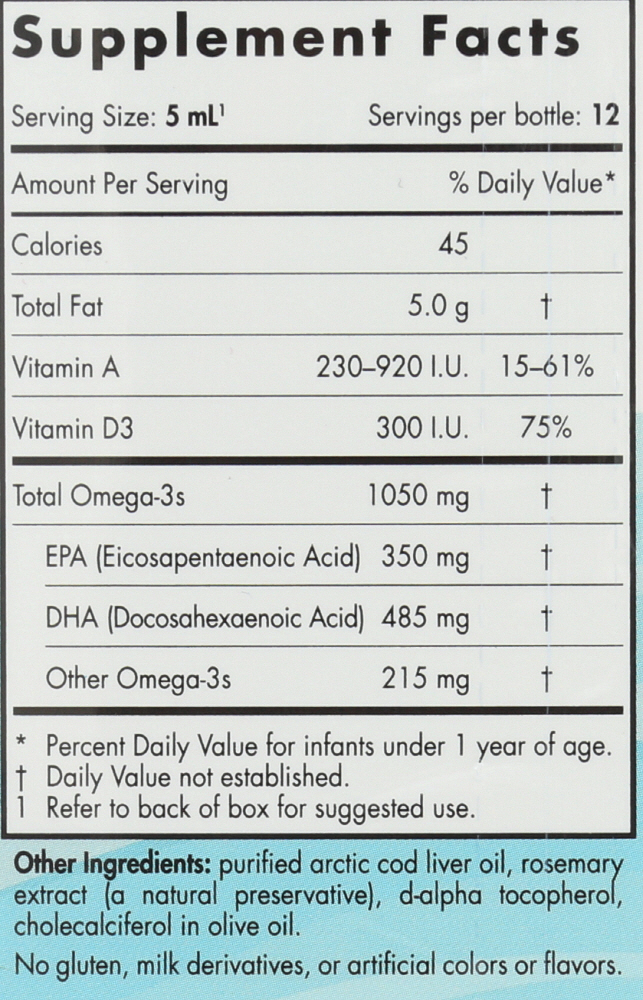 Supplement Facts
Serving Size: 5 mL¹ Servings per bottle: 12
Amount Per Serving % Daily Value*
Calories 45
Total Fat 5.0 g †
Vitamin A 230–920 I.U. 15–61%
Vitamin D3 300 I.U. 75%
Total Omega-3s 1050 mg †
EPA (Eicosapentaenoic Acid) 350 mg †
DHA (Docosahexaenoic Acid) 485 mg †
Other Omega-3s 215 mg †
* Percent Daily Value for infants under 1 year of age.
† Daily Value not established.
1 Refer to back of box for suggested use.
Other Ingredients: purified arctic cod liver oil, rosemary
extract (a natural preservative), d-alpha tocopherol,
cholecalciferol in olive oil.
No gluten, milk derivatives, or artificial colors or flavors.